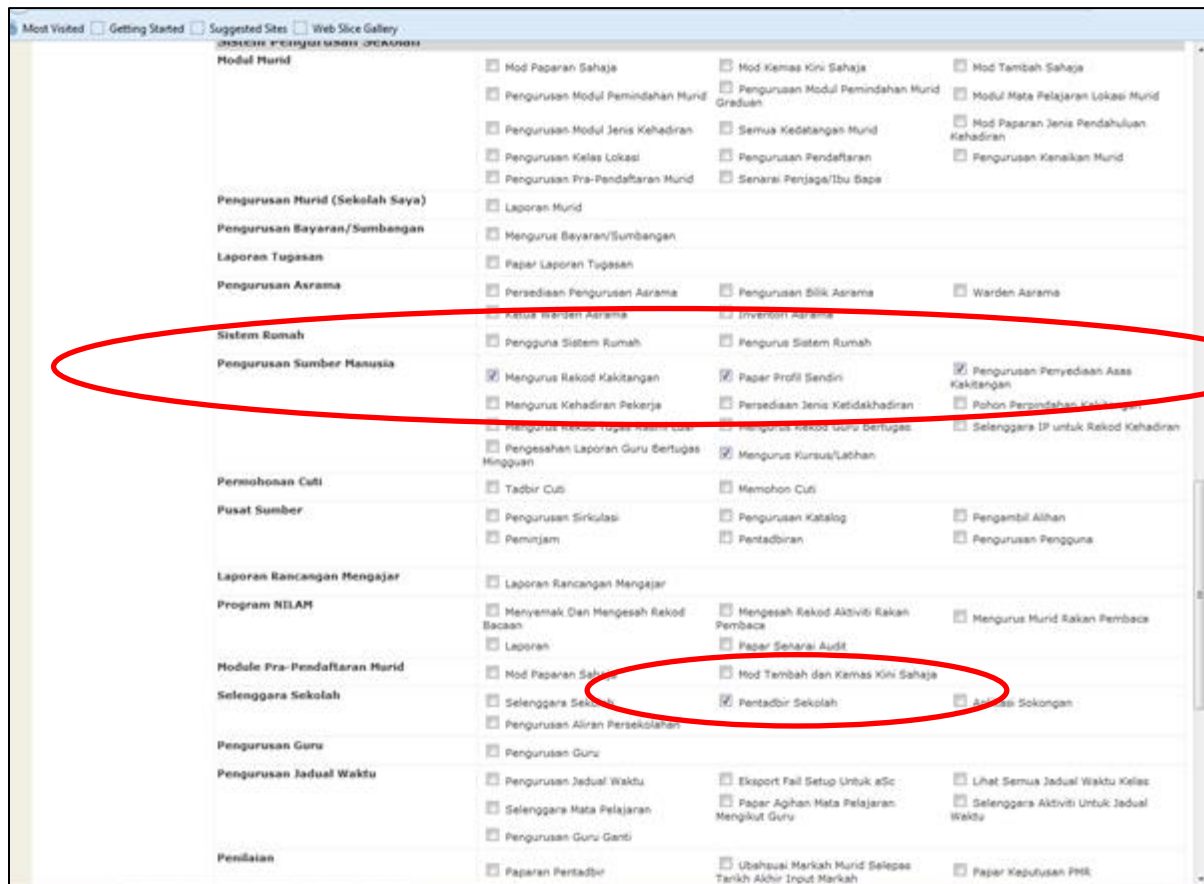 Most Visited Getting Started Suggested Sites Web Slice Gallery
Sistem Pengurusan Sekolah
Modul Murid
Mod Paparan Sahaja Mod Kemas Kini Sahaja Mod Tambah Sahaja
Pengurusan Modul Pemindahan Murid Pengurusan Modul Pemindahan Murid Graduan Modul Mata Pelajaran Lokasi Murid
Pengurusan Modul Jenis Kehadiran Semua Kedatangan Murid Mod Paparan Jenis Pendahuluan Kehadiran
Pengurusan Kelas Lokasi Pengurusan Pendaftaran Pengurusan Kenaikan Murid
Pengurusan Pra-Pendaftaran Murid Senarai Penjaga/Ibu Bapa
Pengurusan Murid (Sekolah Saya)
Laporan Murid
Pengurusan Bayaran/Sumbangan
Mengurus Bayaran/Sumbangan
Laporan Tugasan
Papar Laporan Tugasan
Pengurusan Asrama
Persediaan Pengurusan Asrama Pengurusan Bilik Asrama Warden Asrama
Ketua Warden Asrama Inventori Asrama
Sistem Rumah
Pengguna Sistem Rumah Pengurus Sistem Rumah
Pengurusan Sumber Manusia
Mengurus Rekod Kakitangan Papar Profil Sendiri Pengurusan Penyediaan Asas Kakitangan
Mengurus Kehadiran Pekerja Persediaan Jenis Ketidakhadiran Pohon Perpindahan Kakitangan
Mengurus Rekod Tugas Rasmi Luar Mengurus Rekod Guru Bertugas Selenggara IP untuk Rekod Kehadiran
Pengesahan Laporan Guru Bertugas Mingguan Mengurus Kursus/Latihan
Permohonan Cuti
Tadbir Cuti Memohon Cuti
Pusat Sumber
Pengurusan Sirkulasi Pengurusan Katalog Pengambil Alihan
Peminjam Pentadbiran Pengurusan Pengguna
Laporan Rancangan Mengajar
Laporan Rancangan Mengajar
Program NILAM
Menyemak Dan Mengesah Rekod Bacaan Mengesah Rekod Aktiviti Rakan Pembaca Mengurus Murid Rakan Pembaca
Laporan Papar Senarai Audit
Module Pra-Pendaftaran Murid
Mod Paparan Sahaja Mod Tambah dan Kemas Kini Sahaja
Selenggara Sekolah
Selenggara Sekolah Pentadbir Sekolah Aplikasi Sokongan
Pengurusan Aliran Persekolahan
Pengurusan Guru
Pengurusan Guru
Pengurusan Jadual Waktu
Pengurusan Jadual Waktu Eksport Fail Setup Untuk aSc Lihat Semua Jadual Waktu Kelas
Selenggara Mata Pelajaran Papar Agihan Mata Pelajaran Mengikut Guru Selenggara Aktiviti Untuk Jadual Waktu
Pengurusan Guru Ganti
Penilaian
Paparan Pentadbir Ubahsuai Markah Murid Selepas Tarikh Akhir Input Markah Papar Keputusan PMR